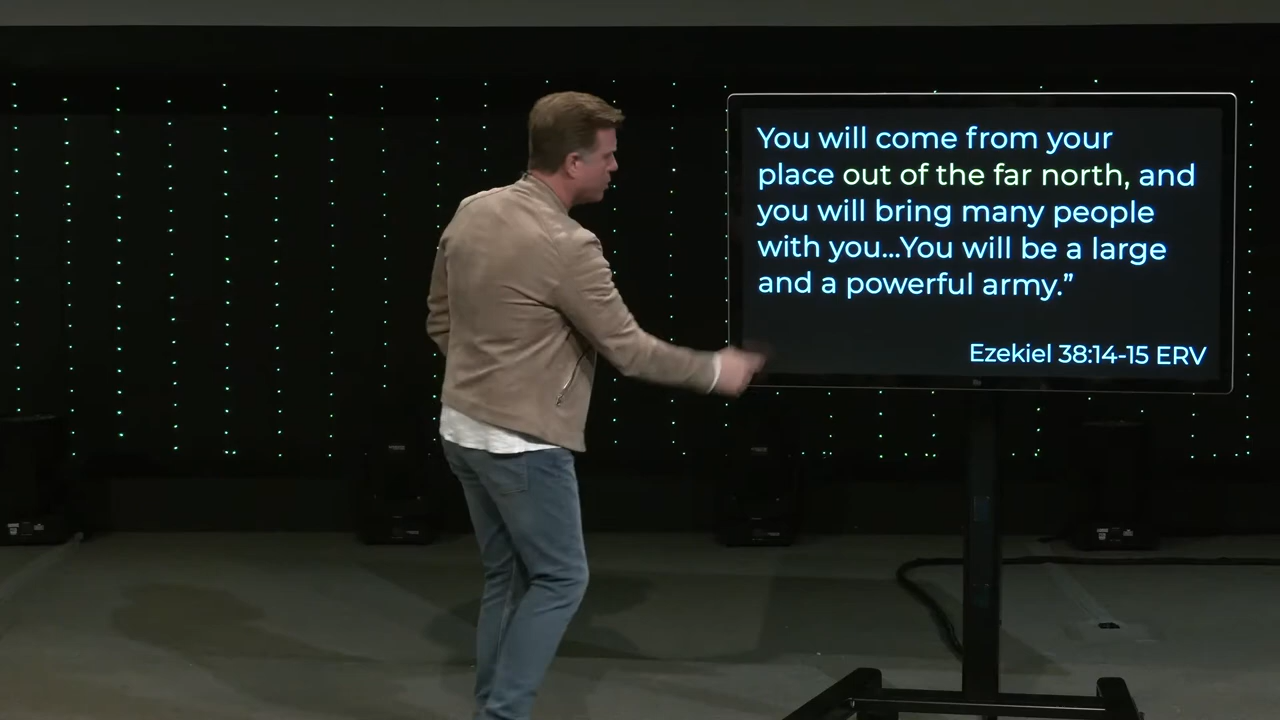 You will come from your
place out of the far north, and
you will bring many people
with you...You will be a large
and a powerful army.”
Ezekiel 38:14-15 ERV